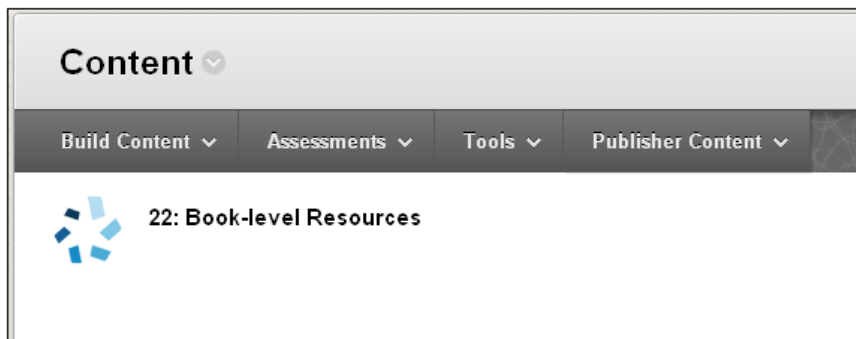 Content
Build Content Assessments Tools Publisher Content
22: Book-level Resources